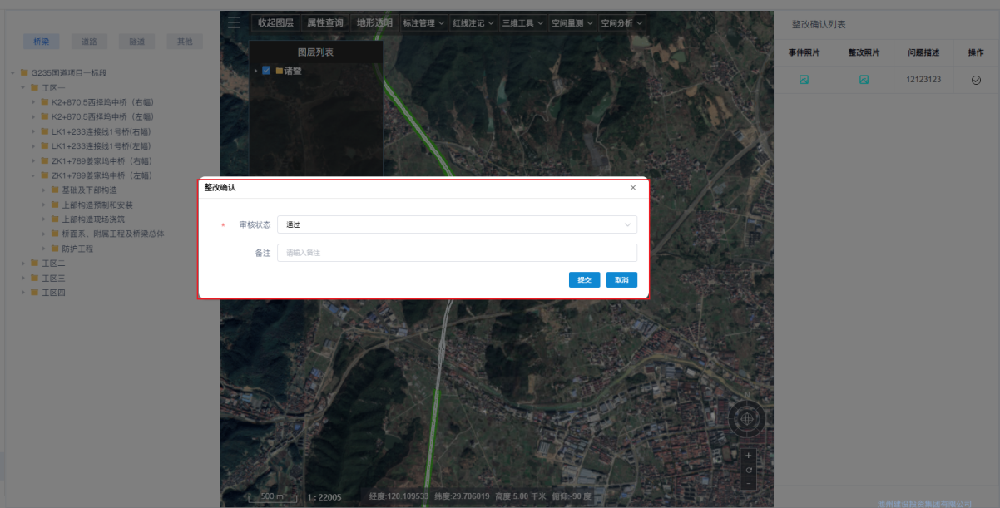 桥梁 道路 隧道 其他
G235国道项目一标段
工区一
K2+870.5西择坞中桥（右幅）
K2+870.5西择坞中桥（左幅）
LK1+233连接线1号桥(右幅)
LK1+233连接线1号桥(左幅)
ZK1+789姜家坞中桥（右幅）
ZK1+789姜家坞中桥（左幅）
基础及下部构造
上部构造预制和安装
上部构造现场浇筑
桥面系、附属工程及桥梁总体
防护工程
工区二
工区三
工区四
收起图层 属性查询 地形透明 标注管理 红线注记 三维工具 空间量测 空间分析
图层列表
诸暨
整改确认
* 审核状态 通过
备注 请输入备注
提交 取消
500 m 1 : 22005 经度:120.109533 纬度:29.706019 高度:5.00 千米 俯仰:-90 度
整改确认列表
事件照片 整改照片 问题描述 操作
12123123
建设投资集团有限公司